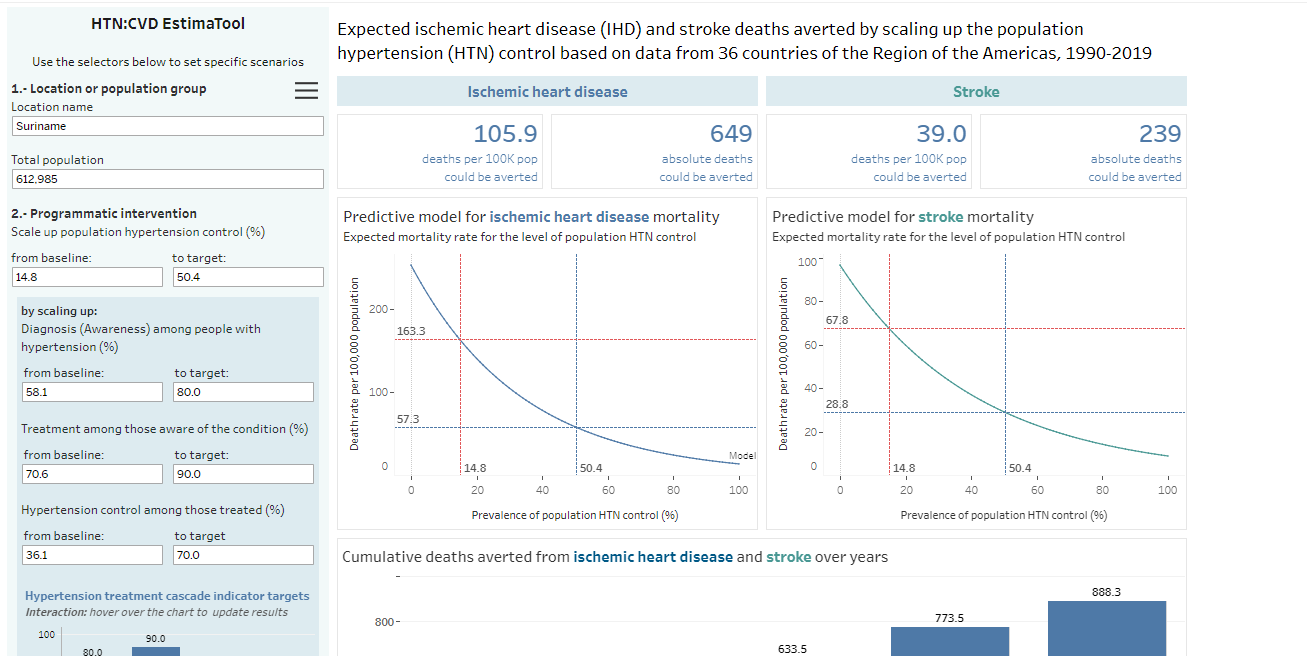 HTN:CVD EstimaTool
Use the selectors below to set specific scenarios
1.- Location or population group
Location name
Suriname
Total population
612,985
2.- Programmatic intervention
Scale up population hypertension control (%)
from baseline: to target:
14.8 50.4
by scaling up:
Diagnosis (Awareness) among people with
hypertension (%)
from baseline: to target:
58.1 80.0
Treatment among those aware of the condition (%)
from baseline: to target:
70.6 90.0
Hypertension control among those treated (%)
from baseline: to target
36.1 70.0
Hypertension treatment cascade indicator targets
Interaction: hover over the chart to update results
100
90.0
80.0
Expected ischemic heart disease (IHD) and stroke deaths averted by scaling up the population
hypertension (HTN) control based on data from 36 countries of the Region of the Americas, 1990-2019
Ischemic heart disease
105.9
deaths per 100K pop
could be averted
649
absolute deaths
could be averted
Stroke
39.0
deaths per 100K pop
could be averted
239
absolute deaths
could be averted
Predictive model for ischemic heart disease mortality
Expected mortality rate for the level of population HTN control
Death rate per 100,000 population
200
163.3
100
57.3
Model
0
14.8 50.4
0 20 40 60 80 100
Prevalence of population HTN control (%)
Predictive model for stroke mortality
Expected mortality rate for the level of population HTN control
Death rate per 100,000 population
100
80
67.8
60
40
28.8
20
0
14.8 50.4
0 20 40 60 80 100
Prevalence of population HTN control (%)
Cumulative deaths averted from ischemic heart disease and stroke over years
888.3
800
773.5
633.5